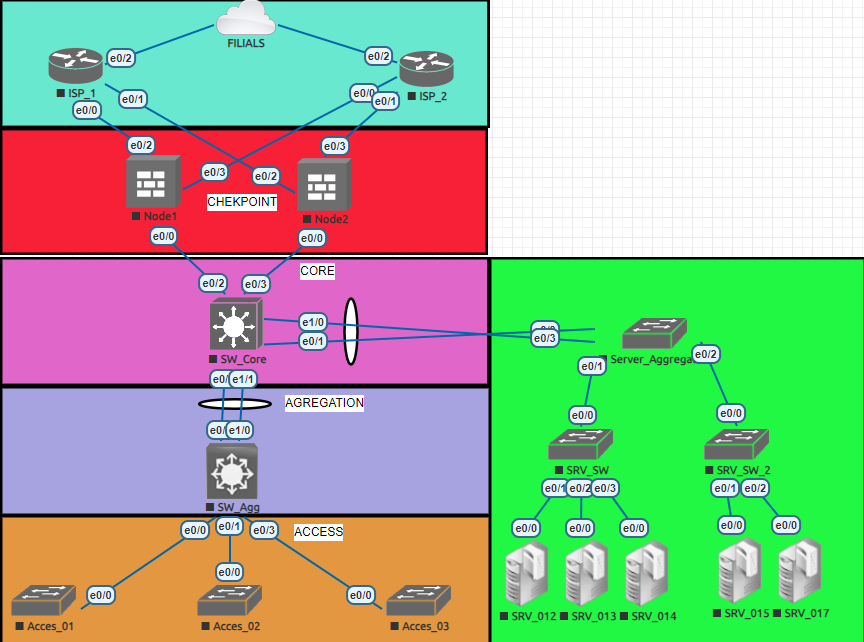 FILIALS
e0/2
e0/2
ISP_1
ISP_2
e0/0
e0/1
e0/0
e0/1
e0/2
e0/3
e0/3
e0/2
CHEKPOINT
Node1
Node2
e0/0
e0/0
CORE
e0/2
e0/3
e1/0
e0/1
SW_Core
e0/3
Server_Aggrega
e0/1
e0/2
e1/1
AGREGATION
e1/0
SW_Agg
e0/0
e0/0
SRV_SW
SRV_SW_2
e0/1
e0/2
e0/3
e0/1
e0/2
e0/0
e0/1
e0/3
ACCESS
e0/0
e0/0
e0/0
e0/0
e0/0
e0/0
e0/0
e0/0
Acces_01
Acces_02
Acces_03
SRV_012
SRV_013
SRV_014
SRV_015
SRV_017